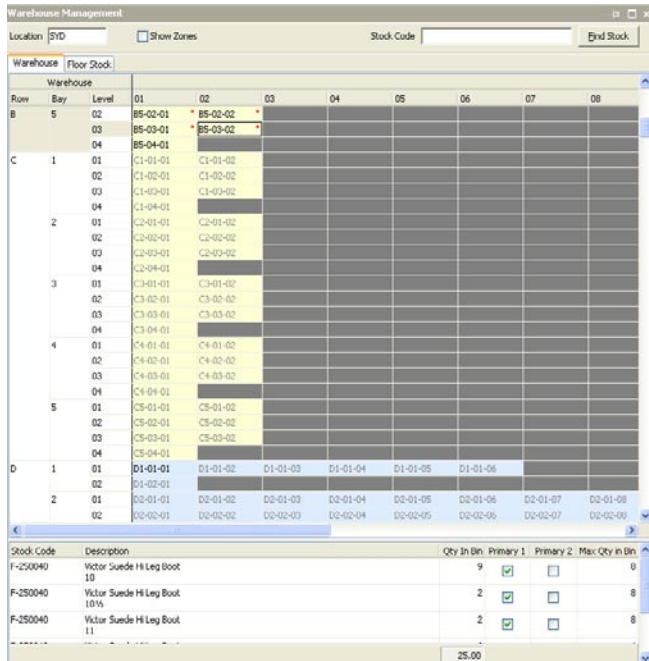 Warehouse Management
Location SYD Show Zones Stock Code Find Stock
Warehouse Floor Stock
Warehouse
Row Bay Level 01 02 03 04 05 06 07 08
B 5 02 B5-02-01 * B5-02-02 *
03 B5-03-01 * B5-03-02 *
04 B5-04-01
C 1 01 C1-01-01 C1-01-02
02 C1-02-01 C1-02-02
03 C1-03-01 C1-03-02
04 C1-04-01
2 01 C2-01-01 C2-01-02
02 C2-02-01 C2-02-02
03 C2-03-01 C2-03-02
04 C2-04-01
3 01 C3-01-01 C3-01-02
02 C3-02-01 C3-02-02
03 C3-03-01 C3-03-02
04 C3-04-01
4 01 C4-01-01 C4-01-02
02 C4-02-01 C4-02-02
03 C4-03-01 C4-03-02
04 C4-04-01
5 01 C5-01-01 C5-01-02
02 C5-02-01 C5-02-02
03 C5-03-01 C5-03-02
04 C5-04-01
D 1 01 D1-01-01 D1-01-02 D1-01-03 D1-01-04 D1-01-05 D1-01-06
02 D1-02-01
2 01 D2-01-01 D2-01-02 D2-01-03 D2-01-04 D2-01-05 D2-01-06 D2-01-07 D2-01-08
02 D2-02-01 D2-02-02 D2-02-03 D2-02-04 D2-02-05 D2-02-06 D2-02-07 D2-02-08
Stock Code Description Qty In Bin Primary 1 Primary 2 Max Qty in Bin
F-250040 Victor Suede Hi Leg Boot 9 8
10
F-250040 Victor Suede Hi Leg Boot 2 8
10½
F-250040 Victor Suede Hi Leg Boot 2 8
11
25.00